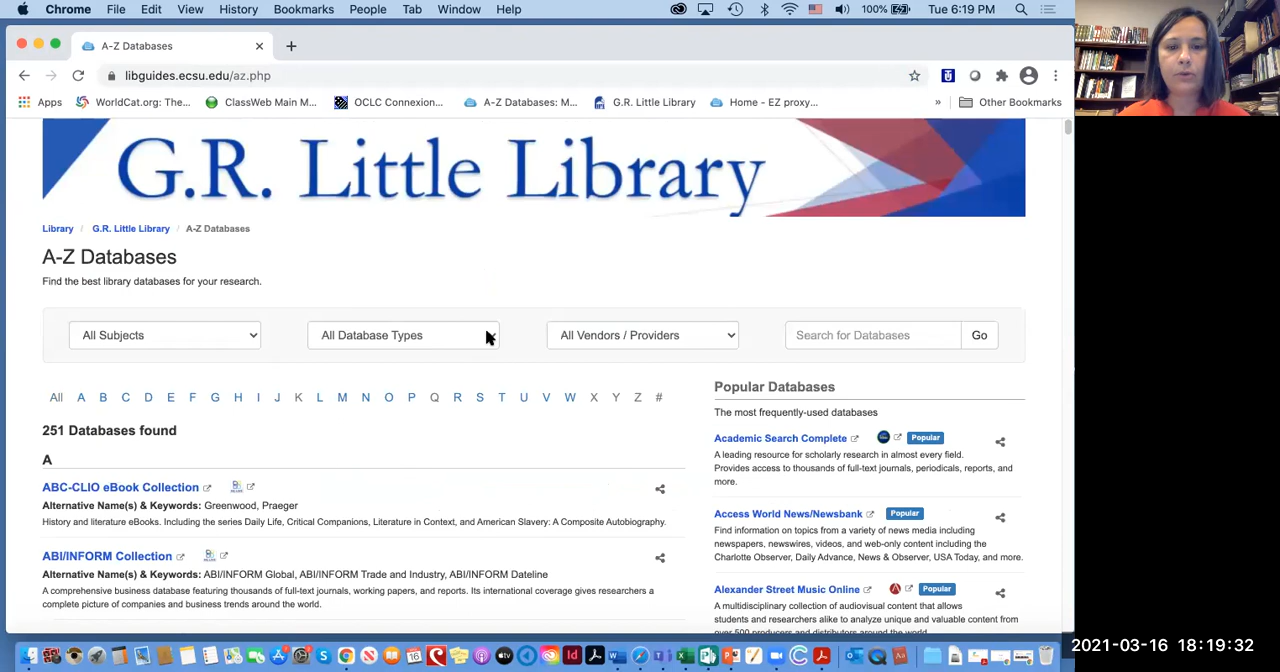 Chrome File Edit View History Bookmarks People Tab Window Help 100% Tue 6:19 PM
A-Z Databases
libguides.ecsu.edu/az.php
Apps WorldCat.org: The... ClassWeb Main M... OCLC Connexion... A-Z Databases: M... G.R. Little Library Home - EZ proxy... » Other Bookmarks
G.R. Little Library
Library / G.R. Little Library / A-Z Databases
A-Z Databases
Find the best library databases for your research.
All Subjects All Database Types All Vendors / Providers Search for Databases Go
All A B C D E F G H I J K L M N O P Q R S T U V W X Y Z #
251 Databases found
A
ABC-CLIO eBook Collection
Alternative Name(s) & Keywords: Greenwood, Praeger
History and literature eBooks. Including the series Daily Life, Critical Companions, Literature in Context, and American Slavery: A Composite Autobiography.
ABI/INFORM Collection
Alternative Name(s) & Keywords: ABI/INFORM Global, ABI/INFORM Trade and Industry, ABI/INFORM Dateline
A comprehensive business database featuring thousands of full-text journals, working papers, and reports. Its international coverage gives researchers a
complete picture of companies and business trends around the world.
Popular Databases
The most frequently-used databases
Academic Search Complete Popular
A leading resource for scholarly research in almost every field.
Provides access to thousands of full-text journals, periodicals, reports, and
more.
Access World News/Newsbank Popular
Find information on topics from a variety of news media including
newspapers, newswires, videos, and web-only content including the
Charlotte Observer, Daily Advance, News & Observer, USA Today, and more.
Alexander Street Music Online Popular
A multidisciplinary collection of audiovisual content that allows
students and researchers alike to analyze unique and valuable content from
over 500 producers and distributors around the world.
2021-03-16 18:19:32